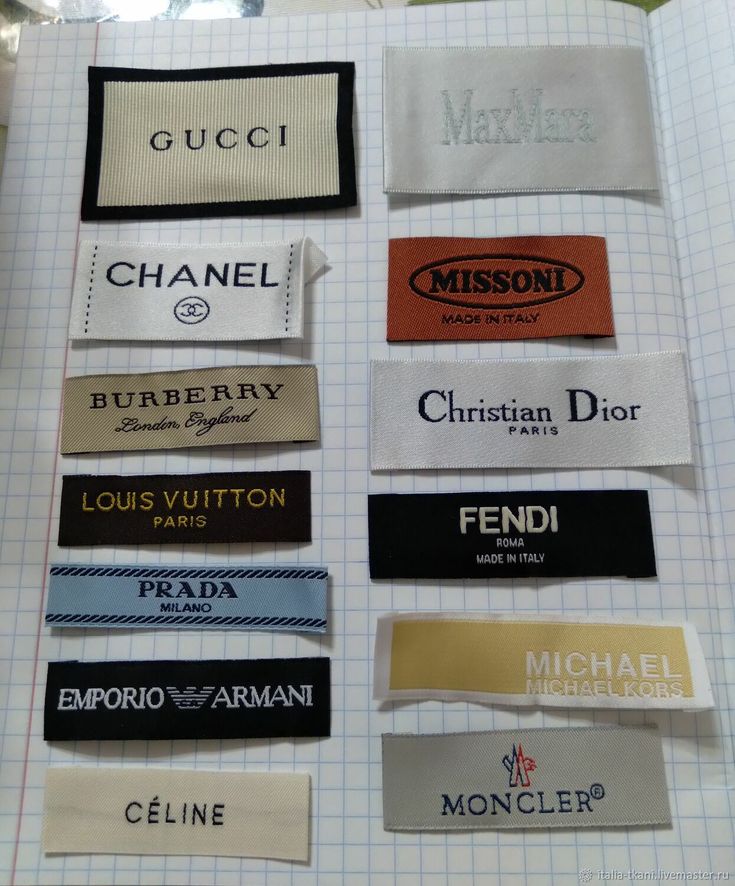 GUCCI
MaxMara
CHANEL
MISSONI
MADE IN ITALY
BURBERRY
London, England
Christian Dior
PARIS
LOUIS VUITTON
PARIS
FENDI
ROMA
MADE IN ITALY
PRADA
MILANO
MICHAEL
MICHAEL KORS
EMPORIO ARMANI
MONCLER®
CÉLINE
italia-tkani.livemaster.ru